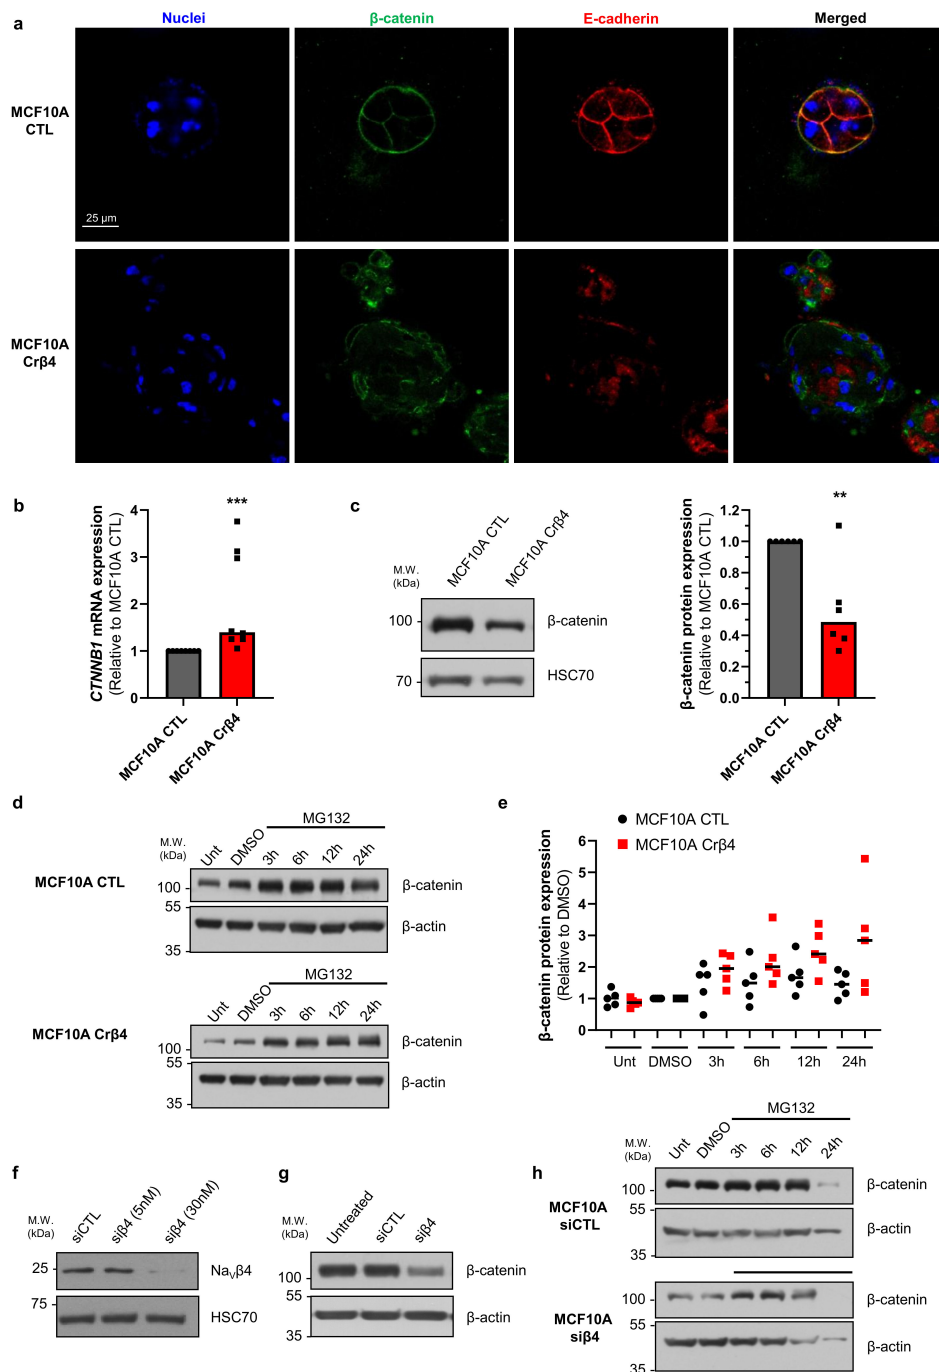 a
Nuclei
β-catenin
E-cadherin
Merged
MCF10A
CTL
25 µm
MCF10A
Crβ4
b
CTNNB1 mRNA expression
(Relative to MCF10A CTL)
4
3
2
1
0
***
MCF10A CTL
MCF10A Crβ4
c
M.W.
(kDa)
MCF10A CTL
MCF10A Crβ4
100
β-catenin
70
HSC70
β-catenin protein expression
(Relative to MCF10A CTL)
1.2
1.0
0.8
0.6
0.4
0.2
0.0
**
MCF10A CTL
MCF10A Crβ4
d
MG132
M.W.
(kDa)
Unt
DMSO
3h
6h
12h
24h
MCF10A CTL
100
β-catenin
55
β-actin
35
MG132
Unt
DMSO
3h
6h
12h
24h
MCF10A Crβ4
100
β-catenin
55
β-actin
35
e
MCF10A CTL
MCF10A Crβ4
β-catenin protein expression
(Relative to DMSO)
6
5
4
3
2
1
0
Unt
DMSO
3h
6h
12h
24h
f
M.W.
(kDa)
siCTL
siβ4 (5nM)
siβ4 (30nM)
25
NaVβ4
75
HSC70
g
M.W.
(kDa)
Untreated
siCTL
siβ4
100
β-catenin
55
β-actin
35
h
MG132
M.W.
(kDa)
Unt
DMSO
3h
6h
12h
24h
MCF10A
siCTL
100
β-catenin
55
β-actin
35
MCF10A
siβ4
100
β-catenin
55
β-actin
35